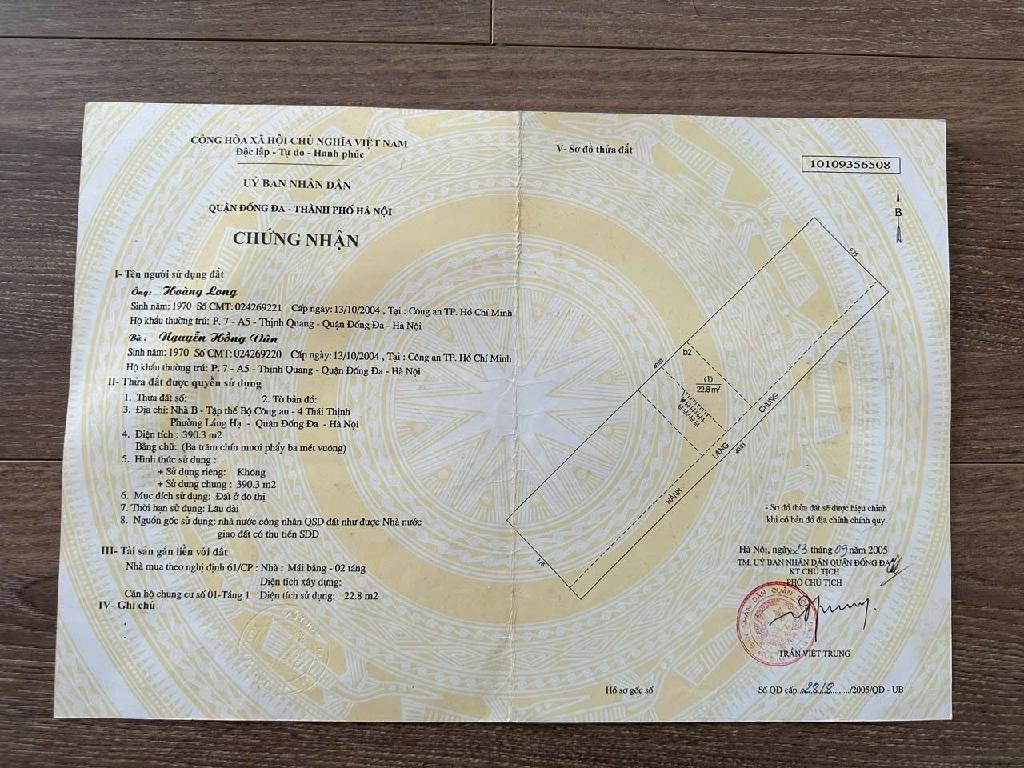 CỘNG HÒA XÃ HỘI CHỦ NGHĨA VIỆT NAM
Độc lập - Tự do - Hạnh phúc
UỶ BAN NHÂN DÂN
QUẬN ĐỐNG ĐA - THÀNH PHỐ HÀ NỘI
CHỨNG NHẬN
I- Tên người sử dụng đất
Ông: Hoàng Long
Sinh năm: 1970 Số CMT: 024269221 Cấp ngày: 13/10/2004 , Tại : Công an TP. Hồ Chí Minh
Hộ khẩu thường trú: P. 7 - A5 - Thịnh Quang - Quận Đống Đa - Hà Nội
Bà : Nguyễn Hồng Vân
Sinh năm: 1970 Số CMT: 024269220 Cấp ngày: 13/10/2004 , Tại : Công an TP. Hồ Chí Minh
Hộ khẩu thường trú: P. 7 - A5 - Thịnh Quang - Quận Đống Đa - Hà Nội
II- Thửa đất được quyền sử dụng
1. Thửa đất số: 2. Tờ bản đồ:
3. Địa chỉ: Nhà B - Tập thể Bộ Công an - 4 Thái Thịnh
Phường Láng Hạ - Quận Đống Đa - Hà Nội
4. Diện tích : 390.3 m2
Bằng chữ: (Ba trăm chín mươi phẩy ba mét vuông)
5. Hình thức sử dụng :
+ Sử dụng riêng: Không
+ Sử dụng chung : 390.3 m2
6. Mục đích sử dụng: Đất ở đô thị
7. Thời hạn sử dụng: Lâu dài
8. Nguồn gốc sử dụng: nhà nước công nhân QSD đất như được Nhà nước
giao đất có thu tiền SDD
III- Tài sản gắn liền với đất
Nhà mua theo nghị định 61/CP : Nhà : Mái bằng - 02 tầng
Diện tích xây dựng:
Căn hộ chung cư số 01-Tầng 1 Diện tích sử dụng: 22.8 m2
IV- Ghi chú
V- Sơ đồ thửa đất
10109356508
B
b2
(1)
22.8 m²
HÀNH
LANG
CHUNG
- Sơ đồ thửa đất sẽ được hiệu chỉnh
khi có bản đồ địa chính chính quy
Hà Nội, ngày 23 tháng 09 năm 2005
TM. UỶ BAN NHÂN DÂN QUẬN ĐỐNG ĐA
KT CHỦ TỊCH
PHÓ CHỦ TỊCH
TRẦN VIỆT TRUNG
Hồ sơ gốc số
Số QD cấp 2818 /2005/QĐ - UB